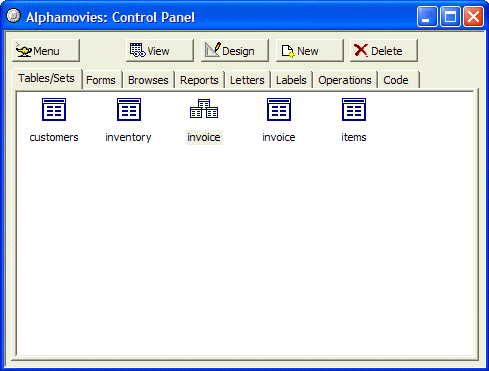 Alphamovies: Control Panel
Menu View Design New Delete
Tables/Sets Forms Browses Reports Letters Labels Operations Code
customers inventory invoice invoice items